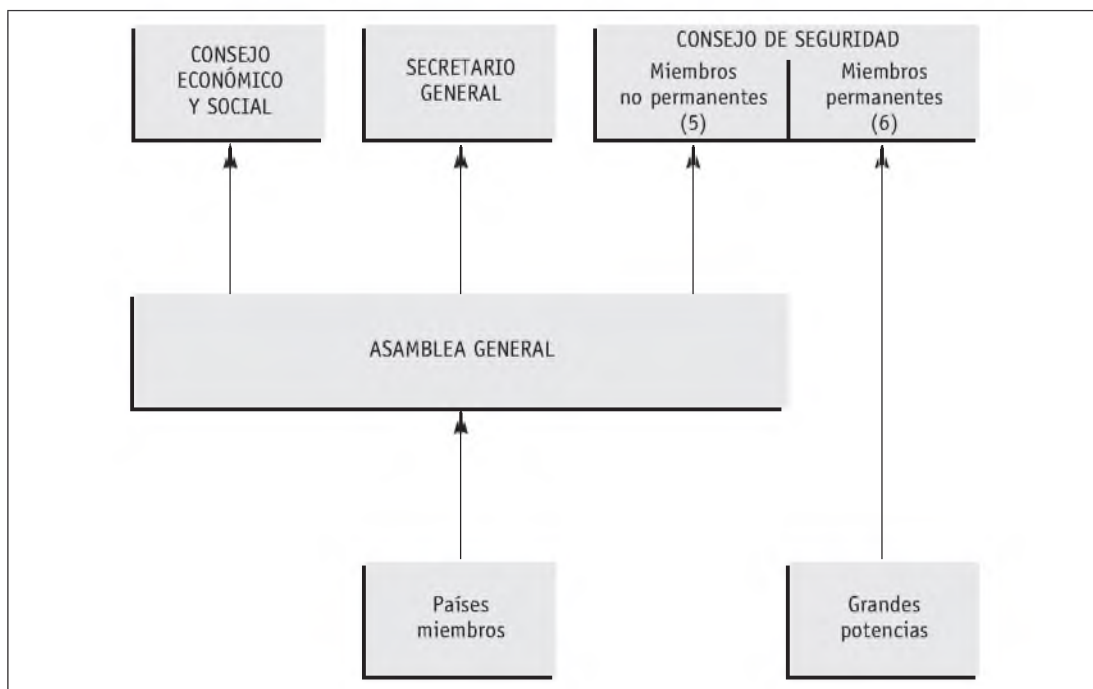 CONSEJO
ECONÓMICO
Y SOCIAL
SECRETARIO
GENERAL
CONSEJO DE SEGURIDAD
Miembros
no permanentes
(5)
Miembros
permanentes
(6)
ASAMBLEA GENERAL
Países
miembros
Grandes
potencias